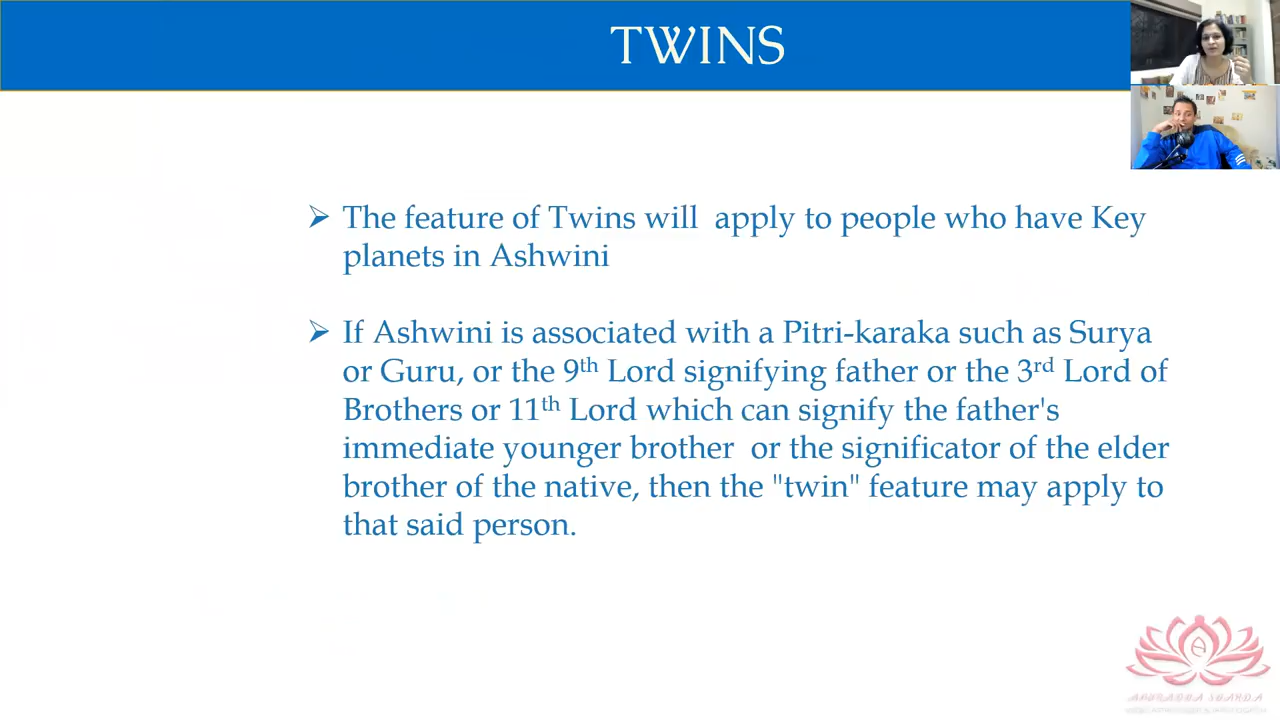 TWINS
➢ The feature of Twins will apply to people who have Key
planets in Ashwini
➢ If Ashwini is associated with a Pitri-karaka such as Surya
or Guru, or the 9th Lord signifying father or the 3rd Lord of
Brothers or 11th Lord which can signify the father's
immediate younger brother or the significator of the elder
brother of the native, then the "twin" feature may apply to
that said person.